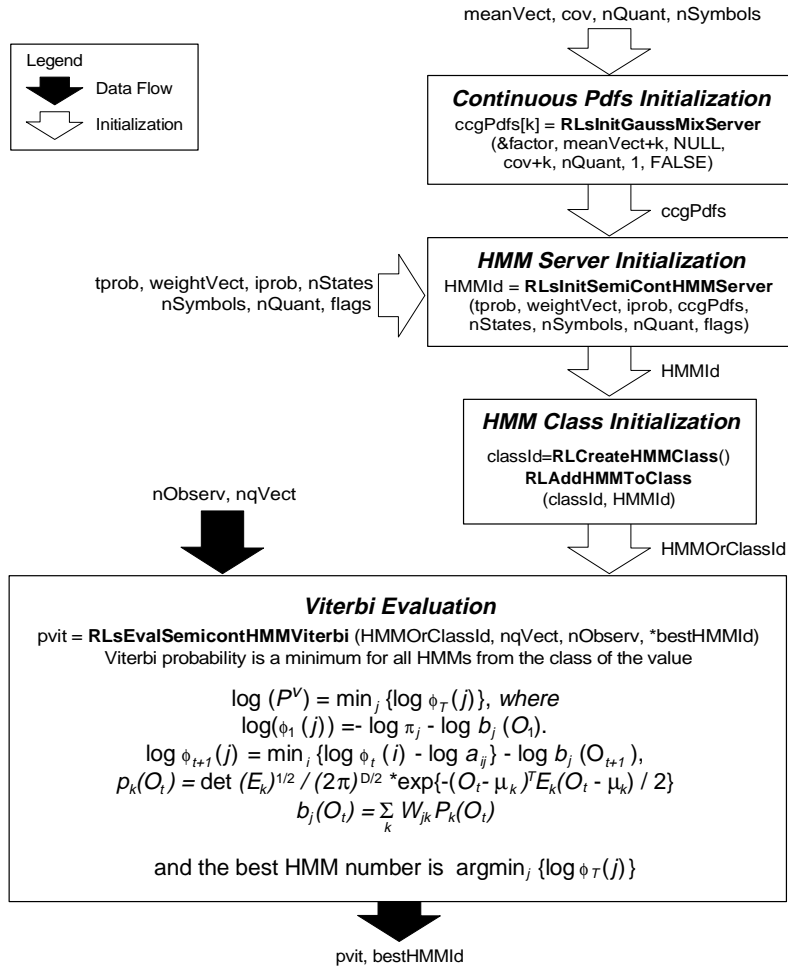 meanVect, cov, nQuant, nSymbols
Legend
Data Flow
Initialization
Continuous Pdfs Initialization
ccgPdfs[k] = RLsInitGaussMixServer
(&factor, meanVect+k, NULL,
cov+k, nQuant, 1, FALSE)
ccgPdfs
tprob, weightVect, iprob, nStates
nSymbols, nQuant, flags
HMM Server Initialization
HMMId = RLsInitSemiContHMMServer
(tprob, weightVect, iprob, ccgPdfs,
nStates, nSymbols, nQuant, flags)
HMMId
HMM Class Initialization
classId=RLCreateHMMClass()
RLAddHMMToClass
(classId, HMMId)
nObserv, nqVect
HMMOrClassId
Viterbi Evaluation
pvit = RLsEvalSemicontHMMViterbi (HMMOrClassId, nqVect, nObserv, *bestHMMId)
Viterbi probability is a minimum for all HMMs from the class of the value
log (P^v) = min_j {log ϕ_T(j)}, where
log(ϕ_1 (j)) =- log π_j - log b_j (O_1).
log ϕ_{t+1}(j) = min_i {log ϕ_t (i) - log a_{ij}} - log b_j (O_{t+1}),
p_k(O_t) = det (E_k)^{1/2} / (2π)^{D/2} *exp{-(O_t- μ_k)^T E_k(O_t - μ_k) / 2}
b_j(O_t) = Σ_k W_{jk} P_k(O_t)
and the best HMM number is argmin_j {log ϕ_T(j)}
pvit, bestHMMId